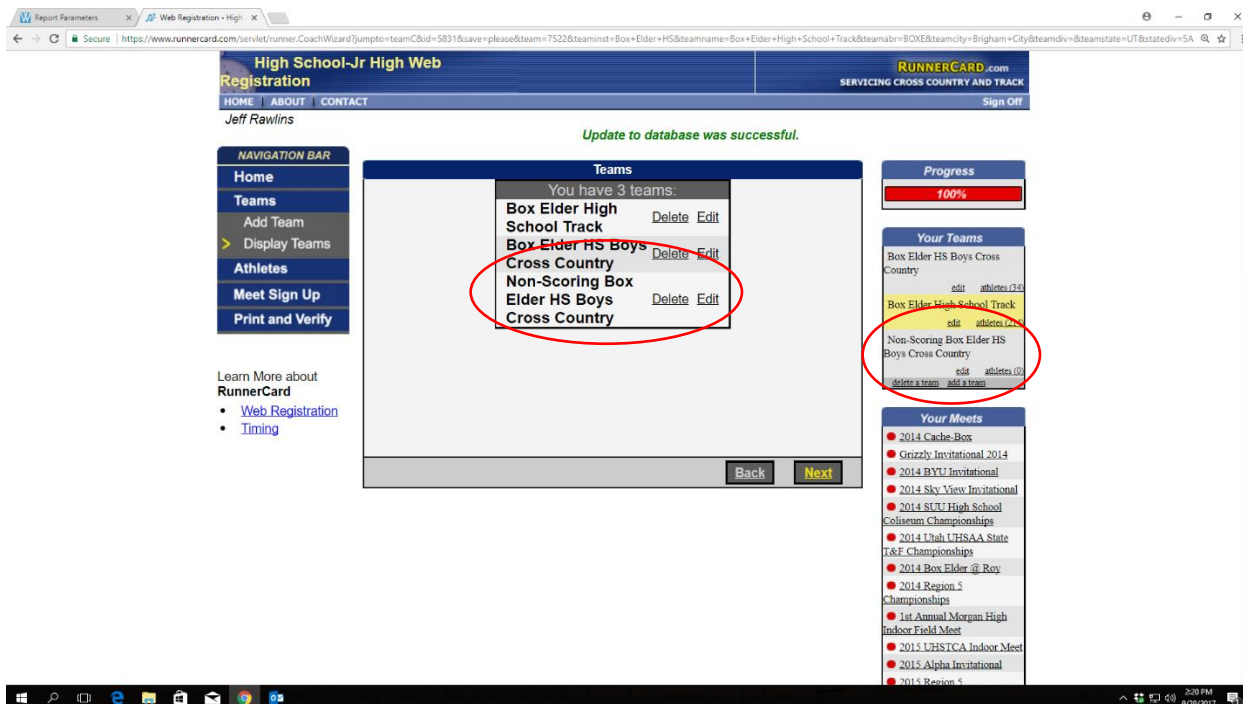 Report Parameters
Web Registration - High
Secure | https://www.runnercard.com/servlet/runner.CoachWizard?jumpto=teamC&id=5831&save=please&team=7522&teaminst=Box+Elder+HS&teamname=Box+Elder+High+School+Track&teamabr=BOXE&teamcity=Brigham+City&teamdiv=&teamstate=UT&statediv=5A
High School-Jr High Web
Registration
RUNNERCARD.com
SERVICING CROSS COUNTRY AND TRACK
HOME | ABOUT | CONTACT
Sign Off
Jeff Rawlins
Update to database was successful.
NAVIGATION BAR
Home
Teams
Add Team
> Display Teams
Athletes
Meet Sign Up
Print and Verify
Learn More about
RunnerCard
• Web Registration
• Timing
Teams
You have 3 teams:
Box Elder High
School Track
Delete Edit
Box Elder HS Boys
Cross Country
Delete Edit
Non-Scoring Box
Elder HS Boys
Cross Country
Delete Edit
Back
Next
Progress
100%
Your Teams
Box Elder HS Boys Cross
Country
edit athletes (34)
Box Elder High School Track
edit athletes (214)
Non-Scoring Box Elder HS
Boys Cross Country
edit athletes (0)
delete a team add a team
Your Meets
2014 Cache-Box
Grizzly Invitational 2014
2014 BYU Invitational
2014 Sky View Invitational
2014 SUU High School
Coliseum Championships
2014 Utah UHSAA State
T&F Championships
2014 Box Elder @ Roy
2014 Region 5
Championships
1st Annual Morgan High
Indoor Field Meet
2015 UHSTCA Indoor Meet
2015 Alpha Invitational
2015 Region 5
2:20 PM